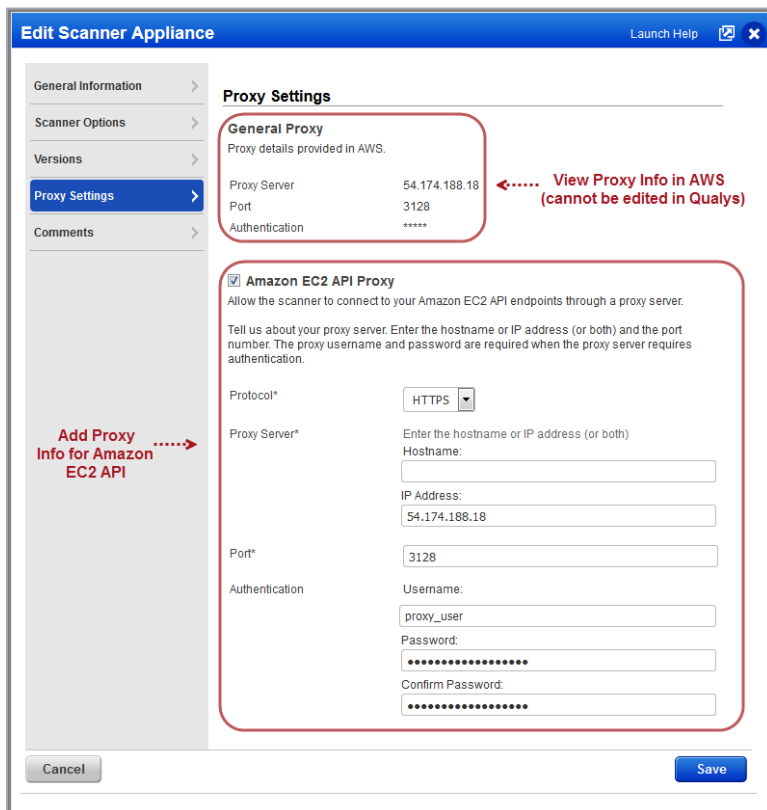 Edit Scanner Appliance
Launch Help
General Information
Scanner Options
Versions
Proxy Settings
Comments
Proxy Settings
General Proxy
Proxy details provided in AWS.
Proxy Server 54.174.188.18
Port 3128
Authentication *****
View Proxy Info in AWS
(cannot be edited in Qualys)
Amazon EC2 API Proxy
Allow the scanner to connect to your Amazon EC2 API endpoints through a proxy server.
Tell us about your proxy server. Enter the hostname or IP address (or both) and the port
number. The proxy username and password are required when the proxy server requires
authentication.
Protocol* HTTPS
Proxy Server* Enter the hostname or IP address (or both)
Hostname:
IP Address:
54.174.188.18
Port* 3128
Authentication Username:
proxy_user
Password:
••••••••••••••••••
Confirm Password:
••••••••••••••••••
Add Proxy
Info for Amazon
EC2 API
Cancel
Save